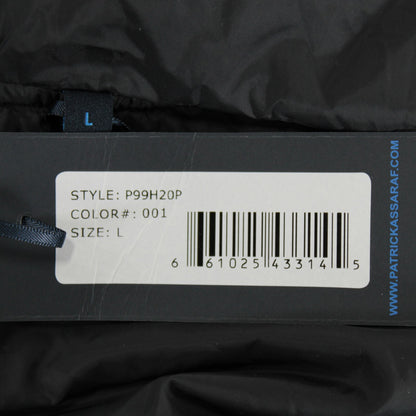 L
STYLE: P99H20P
COLOR#: 001
SIZE: L
6 61025 43314 5
WWW.PATRICKASSARAF.COM